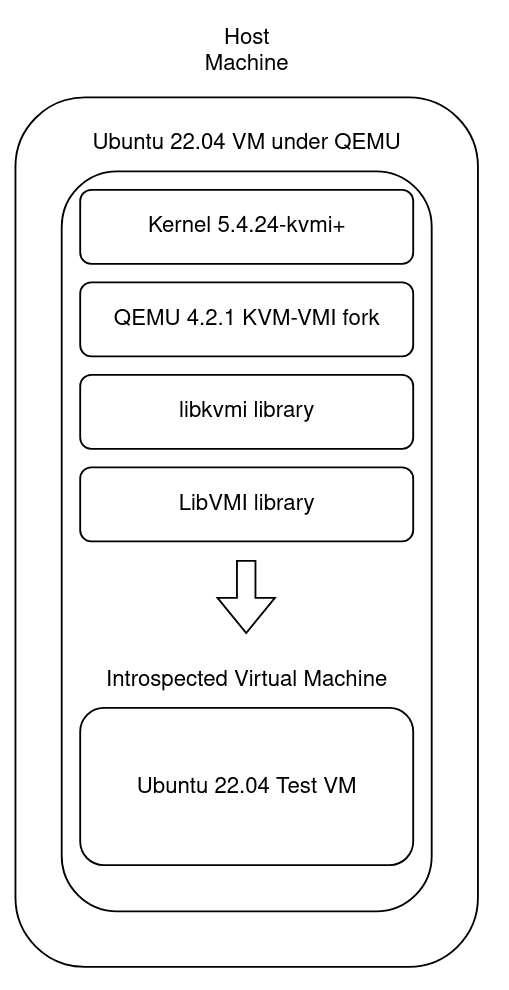 Host
Machine
Ubuntu 22.04 VM under QEMU
Kernel 5.4.24-kvmi+
QEMU 4.2.1 KVM-VMI fork
libkvmi library
LibVMI library
Introspected Virtual Machine
Ubuntu 22.04 Test VM